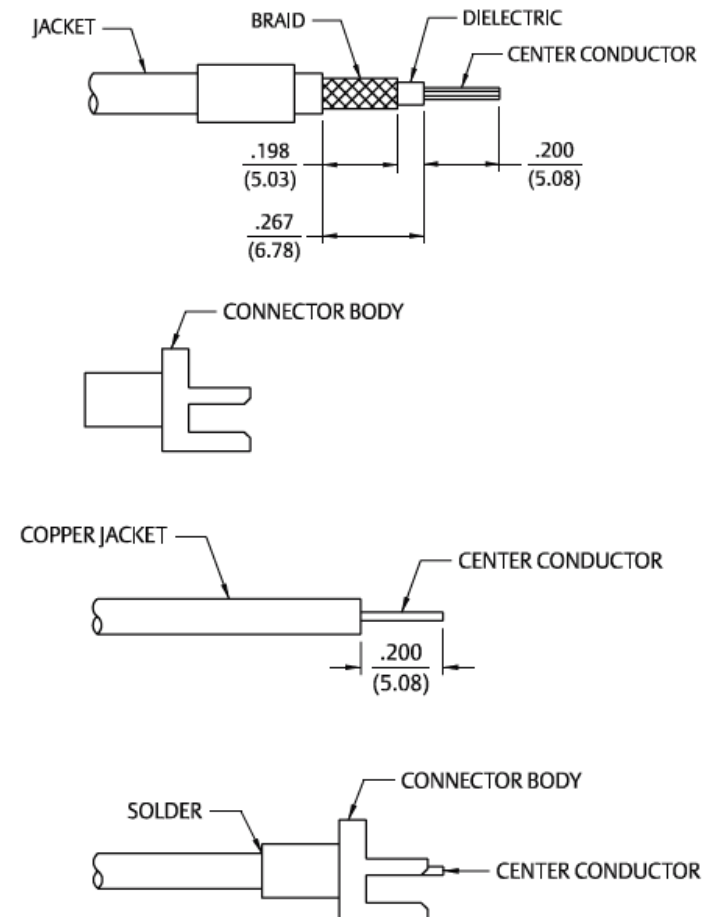 JACKET
BRAID
DIELECTRIC
CENTER CONDUCTOR
.198
(5.03)
.200
(5.08)
.267
(6.78)
CONNECTOR BODY
COPPER JACKET
CENTER CONDUCTOR
.200
(5.08)
CONNECTOR BODY
SOLDER
CENTER CONDUCTOR